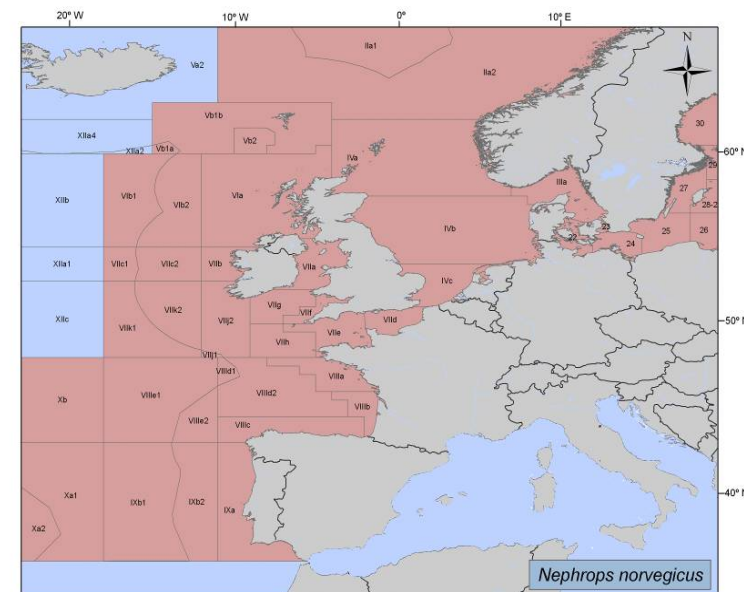 20° W
10° W
0°
10° E
IIa1
Va2
IIa2
N
Vb1b
XIIa4
Vb2
30
Vb1a
XIIa2
IVa
60° N
29
VIa
IIIa
VIb1
VIb2
27
XIIb
28-2
IVb
23
25
26
22
24
XIIa1
VIIc1
VIIc2
VIIb
VIIa
IVc
VIIg
VIIk2
VIIf
XIIc
VIIj2
VIId
50° N
VIIk1
VIIe
VIIh
VIIj1
VIIId1
VIIIa
VIIIe1
VIIId2
Xb
VIIIb
VIIIe2
VIIIc
40° N
Xa1
IXb1
IXb2
IXa
Xa2
Nephrops norvegicus